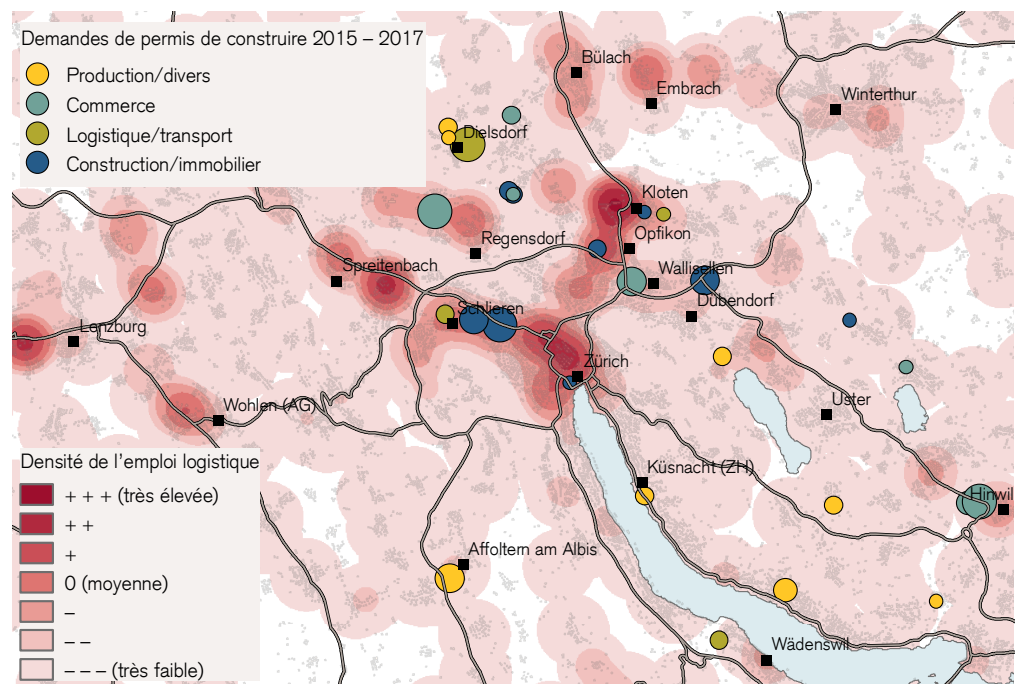 Demandes de permis de construire 2015 – 2017
Production/divers
Commerce
Logistique/transport
Construction/immobilier
Bülach
Embrach
Winterthur
Dielsdorf
Kloten
Opfikon
Regensdorf
Spreitenbach
Wallisellen
Dübendorf
Schlieren
Lenzburg
Zürich
Wohlen (AG)
Uster
Densité de l'emploi logistique
+ + + (très élevée)
+ +
+
0 (moyenne)
–
– –
– – – (très faible)
Küsnacht (ZH)
Hinwil
Affoltern am Albis
Wädenswil